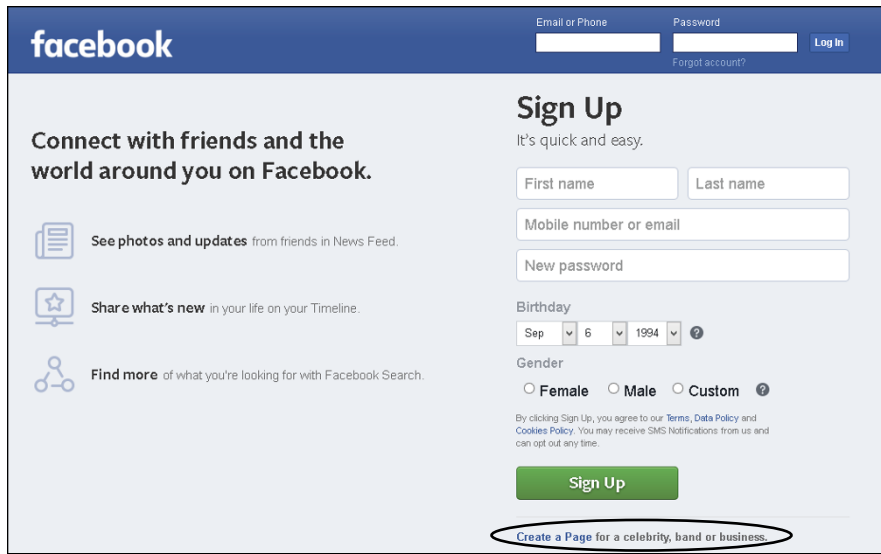 facebook
Email or Phone
Password
Log In
Forgot account?
Connect with friends and the
world around you on Facebook.
See photos and updates from friends in News Feed.
Share what's new in your life on your Timeline.
Find more of what you're looking for with Facebook Search.
Sign Up
It's quick and easy.
First name
Last name
Mobile number or email
New password
Birthday
Sep 6 1994 ?
Gender
Female Male Custom ?
By clicking Sign Up, you agree to our Terms, Data Policy and
Cookies Policy. You may receive SMS Notifications from us and
can opt out any time.
Sign Up
Create a Page for a celebrity, band or business.